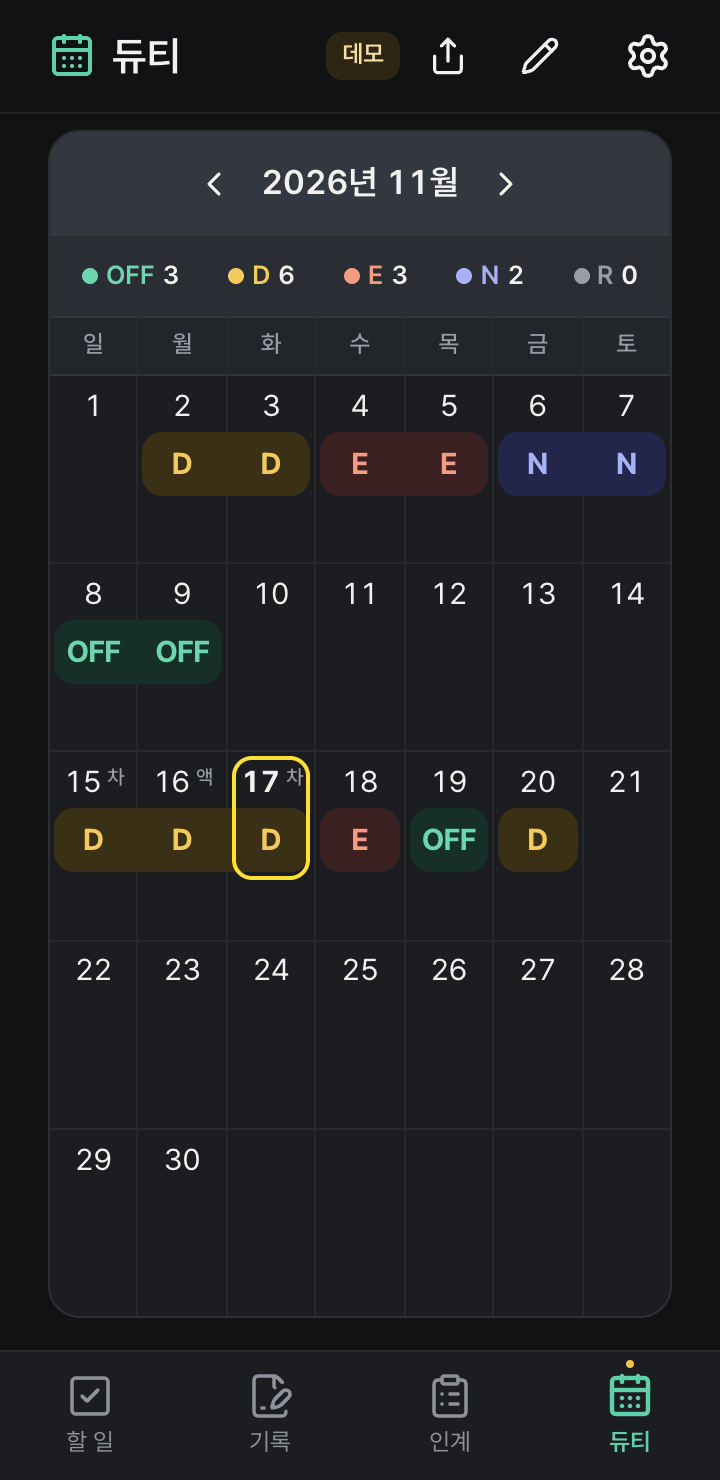 듀티 데모
2026년 11월
OFF 3 D 6 E 3 N 2 R 0
일 월 화 수 목 금 토
1 2 3 4 5 6 7
D D E E N N
8 9 10 11 12 13 14
OFF OFF
15 차 16 액 17 차 18 19 20 21
D D D E OFF D
22 23 24 25 26 27 28
29 30
할 일 기록 인계 듀티